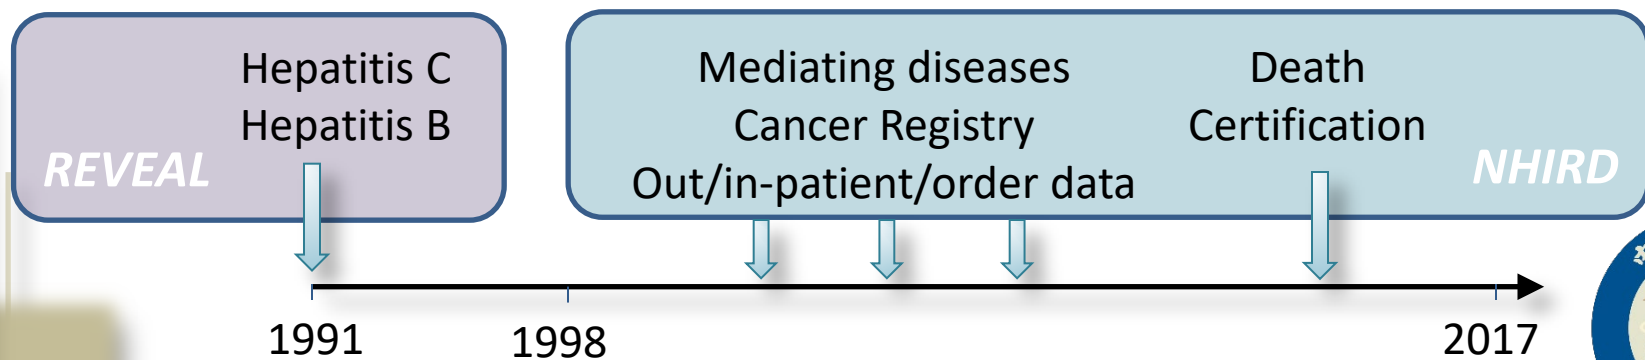 Hepatitis C
Hepatitis B
REVEAL
Mediating diseases
Cancer Registry
Out/in-patient/order data
Death
Certification
NHIRD
1991
1998
2017